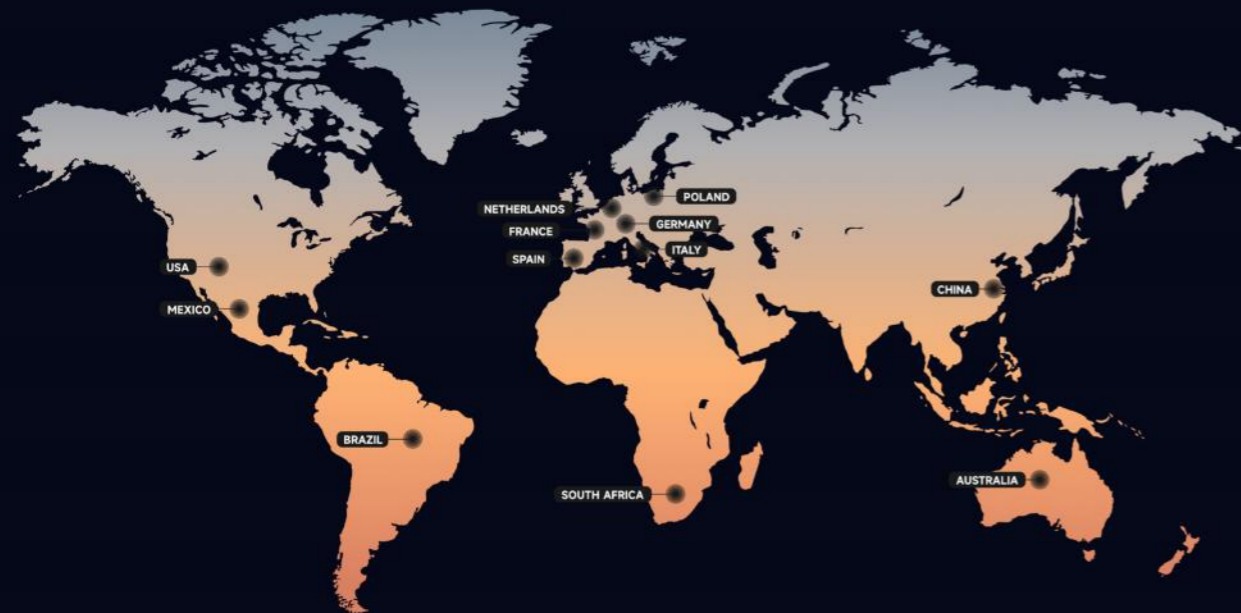 POLAND
NETHERLANDS
GERMANY
FRANCE
ITALY
SPAIN
USA
CHINA
MEXICO
BRAZIL
AUSTRALIA
SOUTH AFRICA